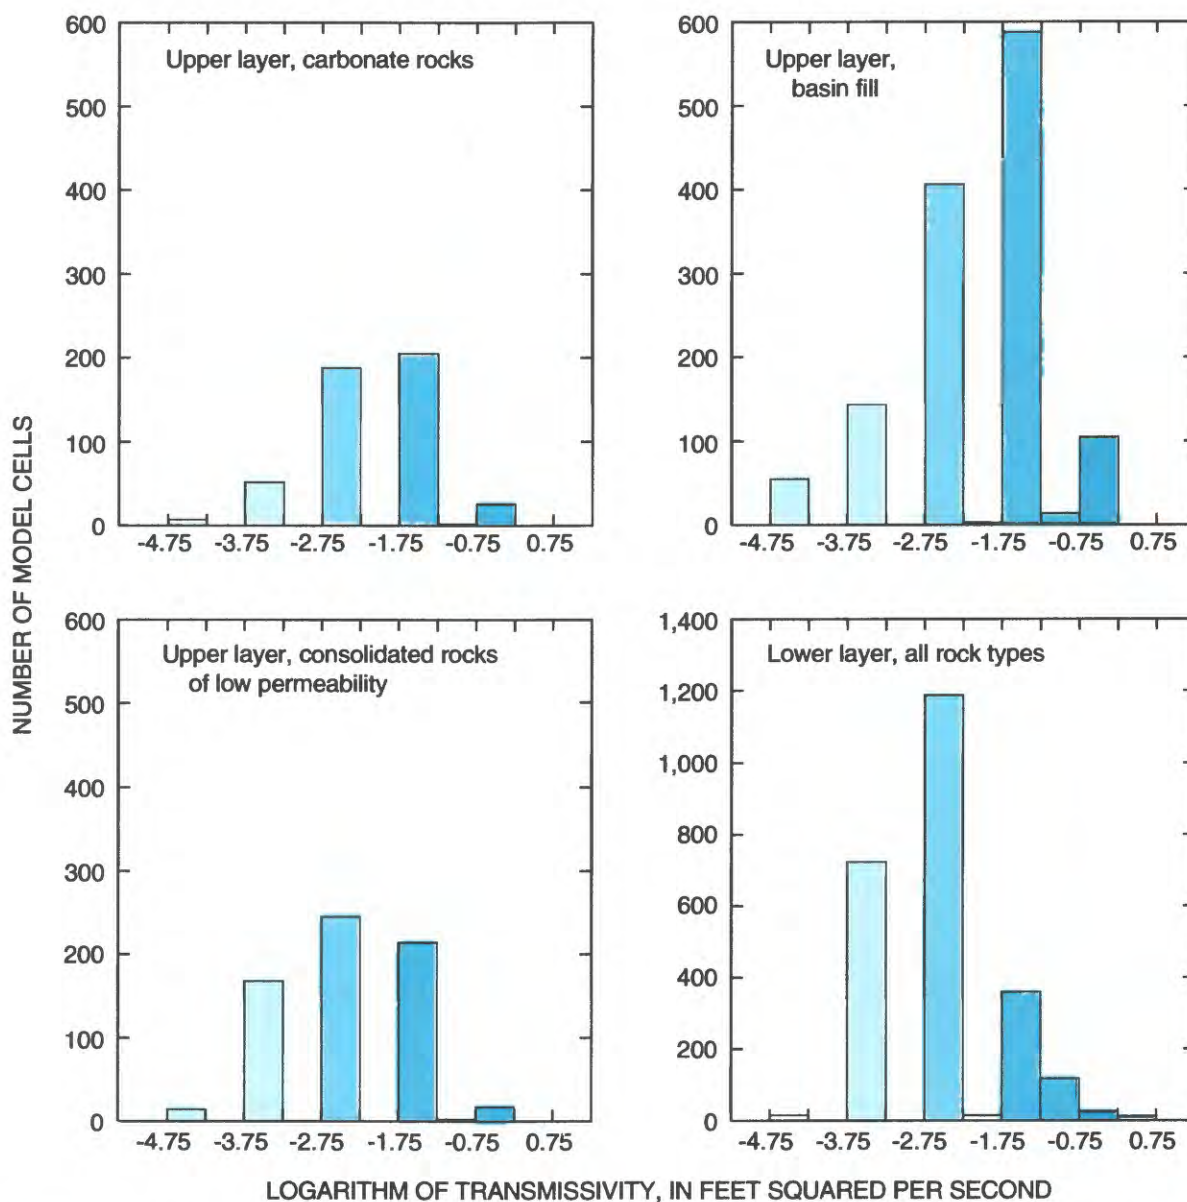 NUMBER OF MODEL CELLS
Upper layer, carbonate rocks
600
500
400
300
200
100
0
-4.75 -3.75 -2.75 -1.75 -0.75 0.75
Upper layer,
basin fill
600
500
400
300
200
100
0
-4.75 -3.75 -2.75 -1.75 -0.75 0.75
Upper layer, consolidated rocks
of low permeability
600
500
400
300
200
100
0
-4.75 -3.75 -2.75 -1.75 -0.75 0.75
Lower layer, all rock types
1,400
1,200
1,000
800
600
400
200
0
-4.75 -3.75 -2.75 -1.75 -0.75 0.75
LOGARITHM OF TRANSMISSIVITY, IN FEET SQUARED PER SECOND